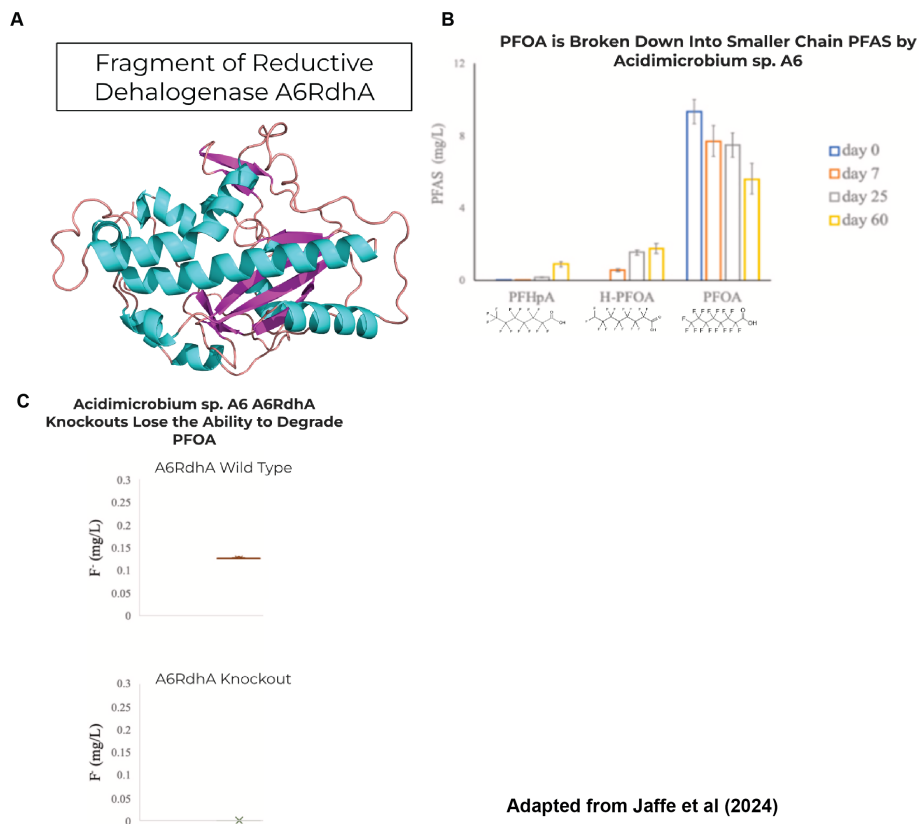 A
Fragment of Reductive
Dehalogenase A6RdhA
B
PFOA is Broken Down Into Smaller Chain PFAS by
Acidimicrobium sp. A6
12
8
4
0
PFAS (mg/L)
PFHpA
H-PFOA
PFOA
day 0
day 7
day 25
day 60
C
Acidimicrobium sp. A6 A6RdhA
Knockouts Lose the Ability to Degrade
PFOA
A6RdhA Wild Type
0.3
0.25
0.2
0.15
0.1
0.05
0
F- (mg/L)
A6RdhA Knockout
0.3
0.25
0.2
0.15
0.1
0.05
0
F- (mg/L)
Adapted from Jaffe et al (2024)